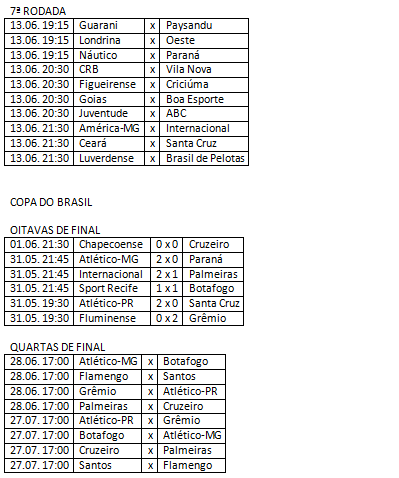 7ª RODADA
13.06. 19:15 Guarani x Paysandu
13.06. 19:15 Londrina x Oeste
13.06. 19:15 Náutico x Paraná
13.06. 20:30 CRB x Vila Nova
13.06. 20:30 Figueirense x Criciúma
13.06. 20:30 Goias x Boa Esporte
13.06. 20:30 Juventude x ABC
13.06. 21:30 América-MG x Internacional
13.06. 21:30 Ceará x Santa Cruz
13.06. 21:30 Luverdense x Brasil de Pelotas
COPA DO BRASIL
OITAVAS DE FINAL
01.06. 21:30 Chapecoense 0 x 0 Cruzeiro
31.05. 21:45 Atlético-MG 2 x 0 Paraná
31.05. 21:45 Internacional 2 x 1 Palmeiras
31.05. 21:45 Sport Recife 1 x 1 Botafogo
31.05. 19:30 Atlético-PR 2 x 0 Santa Cruz
31.05. 19:30 Fluminense 0 x 2 Grêmio
QUARTAS DE FINAL
28.06. 17:00 Atlético-MG x Botafogo
28.06. 17:00 Flamengo x Santos
28.06. 17:00 Grêmio x Atlético-PR
28.06. 17:00 Palmeiras x Cruzeiro
27.07. 17:00 Atlético-PR x Grêmio
27.07. 17:00 Botafogo x Atlético-MG
27.07. 17:00 Cruzeiro x Palmeiras
27.07. 17:00 Santos x Flamengo